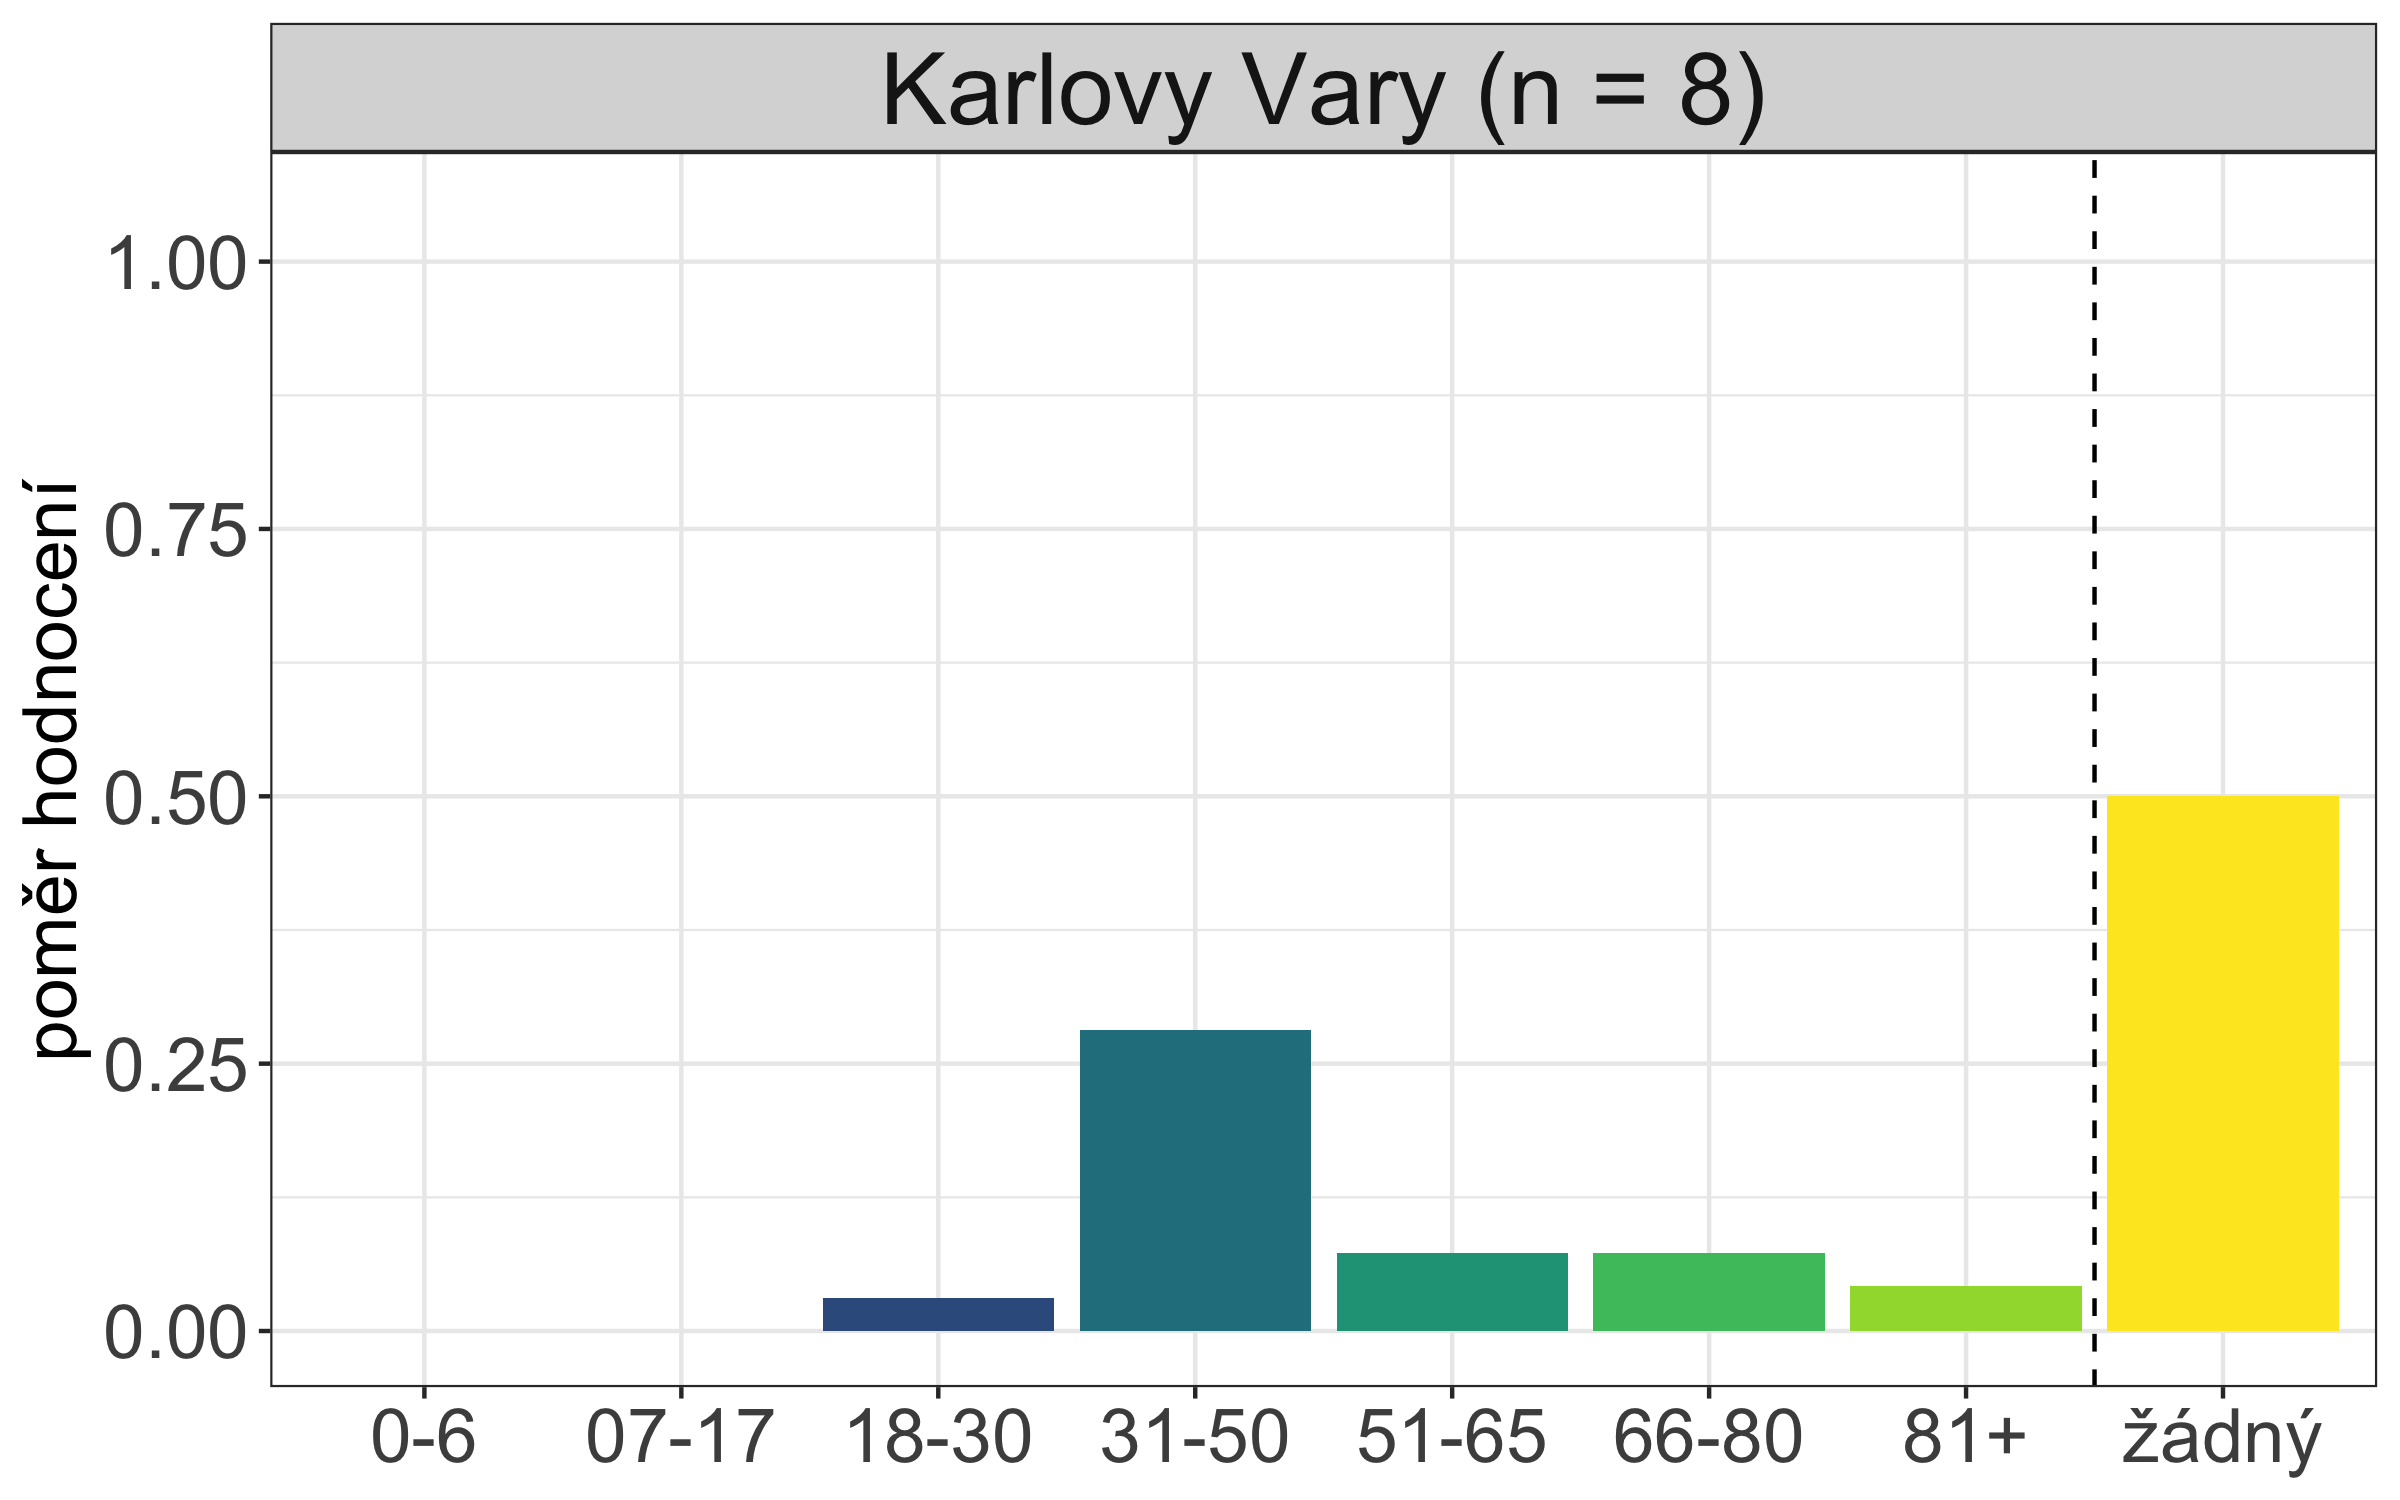 Karlovy Vary (n = 8)
poměr hodnocení
1.00
0.75
0.50
0.25
0.00
0-6 07-17 18-30 31-50 51-65 66-80 81+ žádný